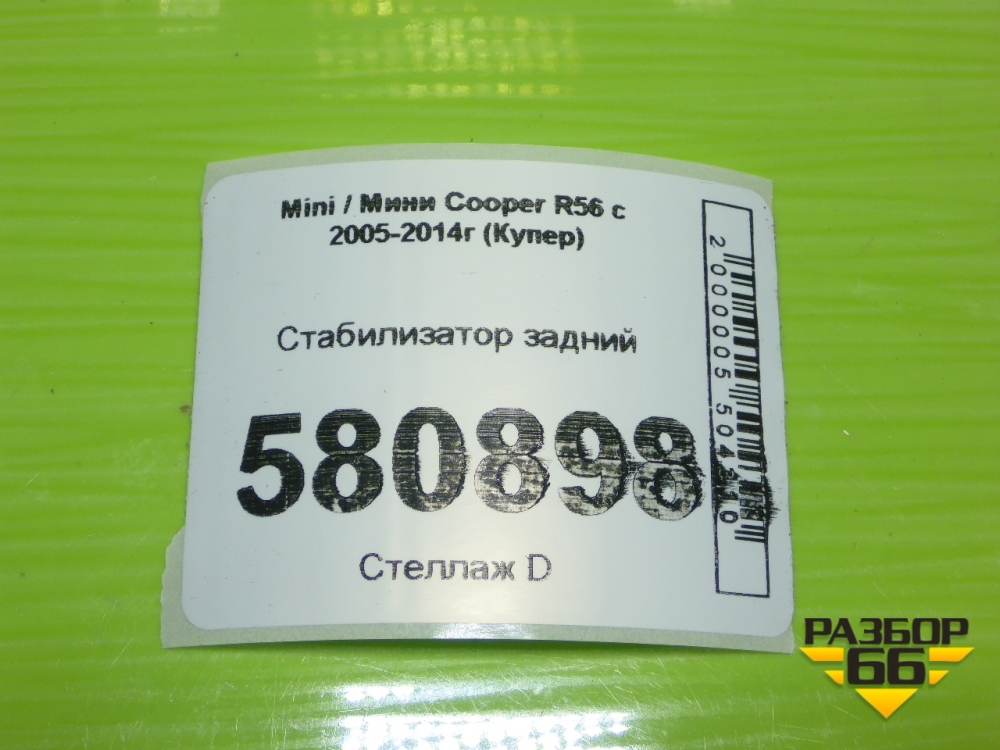 Mini / Мини Cooper R56 с
2005-2014г (Купер)
Стабилизатор задний
580898
Стеллаж D
РАЗБОР
66